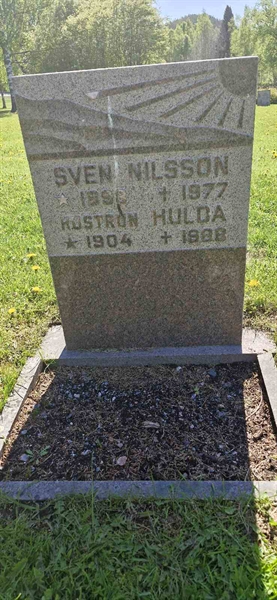 SVEN NILSSON
* 1896 † 1977
HUSTRUN HULDA
* 1904 † 1988